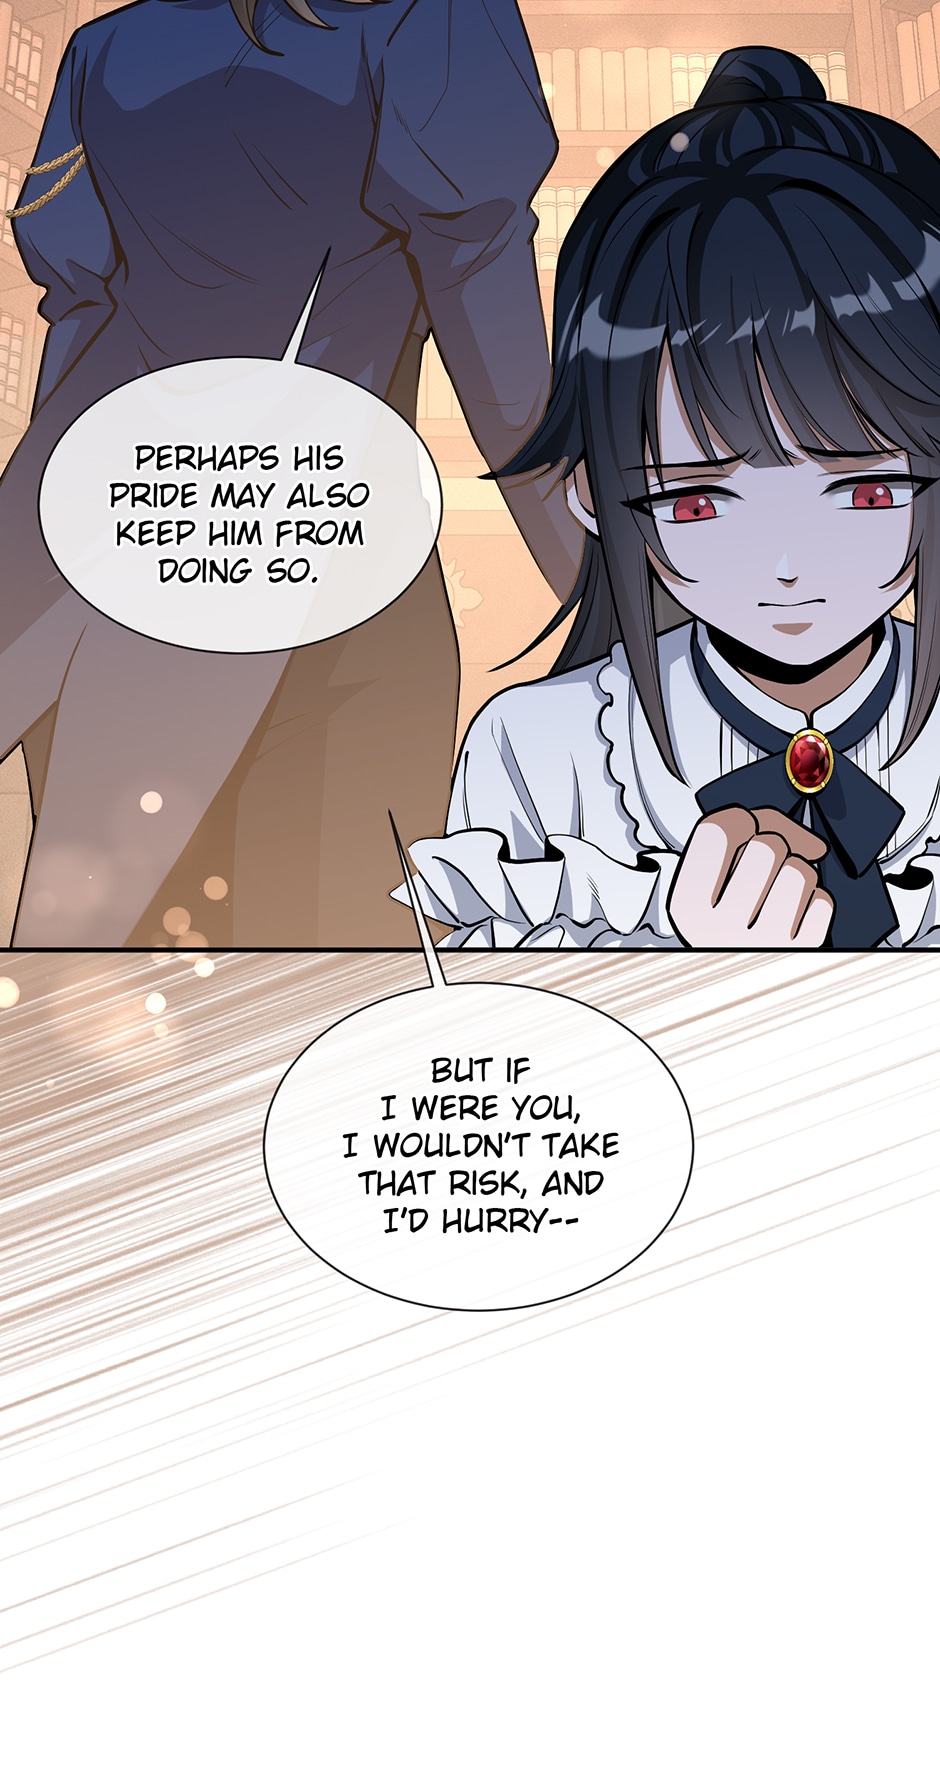 PERHAPS HIS
PRIDE MAY ALSO
KEEP HIM FROM
DOING SO.
BUT IF
I WERE YOU,
I WOULDN'T TAKE
THAT RISK, AND
I'D HURRY--